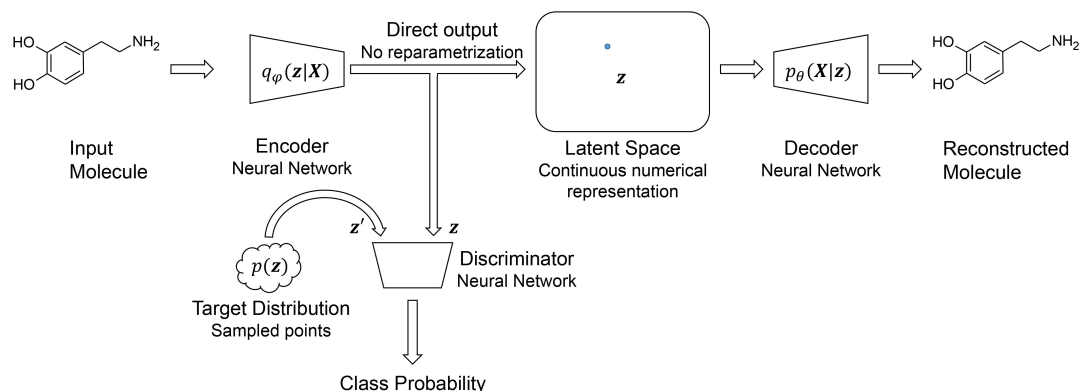 HO
HO
NH₂
qφ(z|X)
Direct output
No reparametrization
z
pθ(X|z)
HO
HO
NH₂
Input
Molecule
Encoder
Neural Network
Latent Space
Continuous numerical
representation
Decoder
Neural Network
Reconstructed
Molecule
z′
z
p(z)
Discriminator
Neural Network
Target Distribution
Sampled points
Class Probability